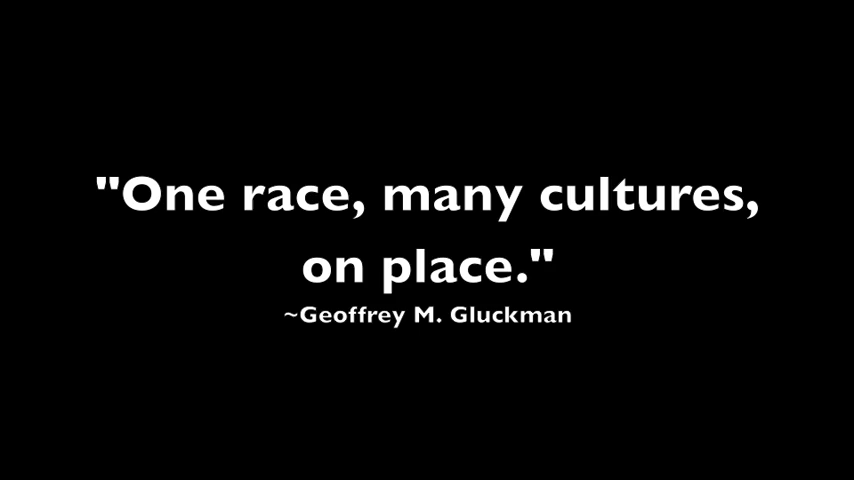 "One race, many cultures,
on place."
~Geoffrey M. Gluckman